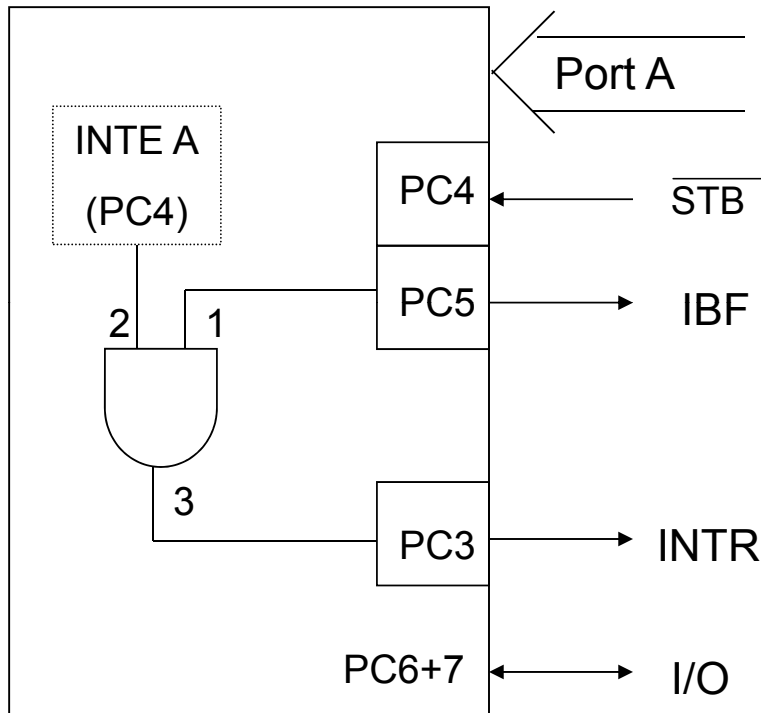 Port A
INTE A
(PC4)
PC4
STB
PC5
IBF
2
1
3
PC3
INTR
PC6+7
I/O